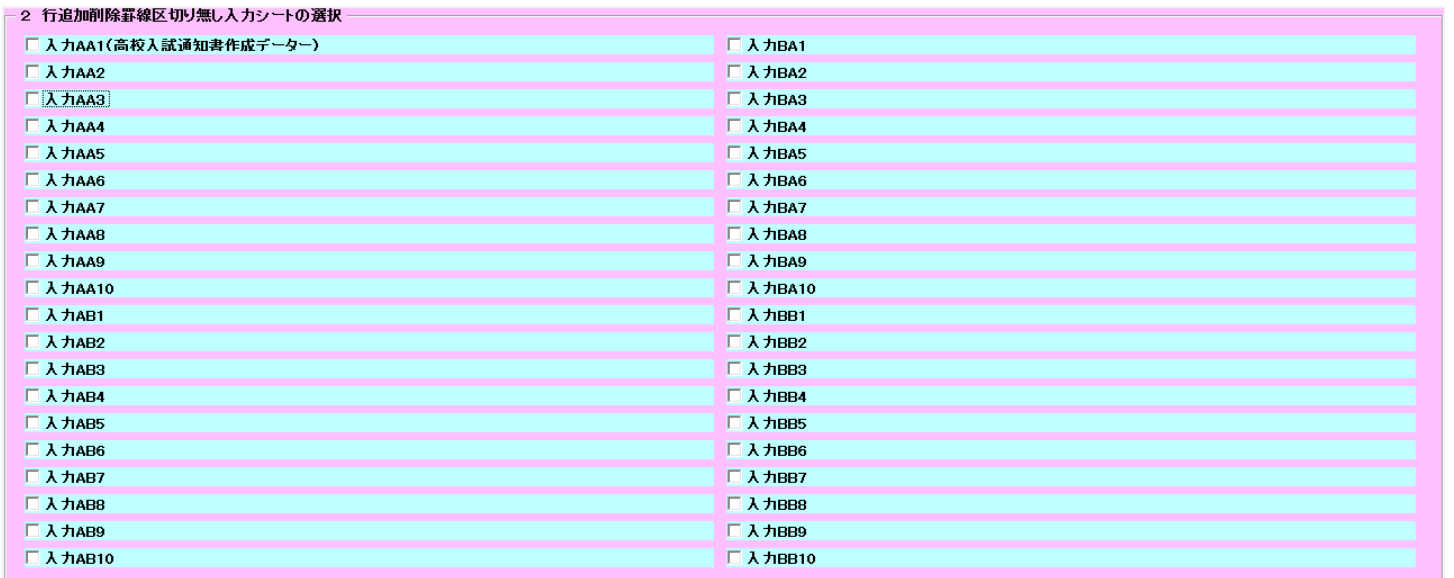 ２ 行追加削除罫線区切り無し入力シートの選択
入力AA1(高校入試通知書作成データー)
入力AA2
入力AA3
入力AA4
入力AA5
入力AA6
入力AA7
入力AA8
入力AA9
入力AA10
入力AB1
入力AB2
入力AB3
入力AB4
入力AB5
入力AB6
入力AB7
入力AB8
入力AB9
入力AB10
入力BA1
入力BA2
入力BA3
入力BA4
入力BA5
入力BA6
入力BA7
入力BA8
入力BA9
入力BA10
入力BB1
入力BB2
入力BB3
入力BB4
入力BB5
入力BB6
入力BB7
入力BB8
入力BB9
入力BB10